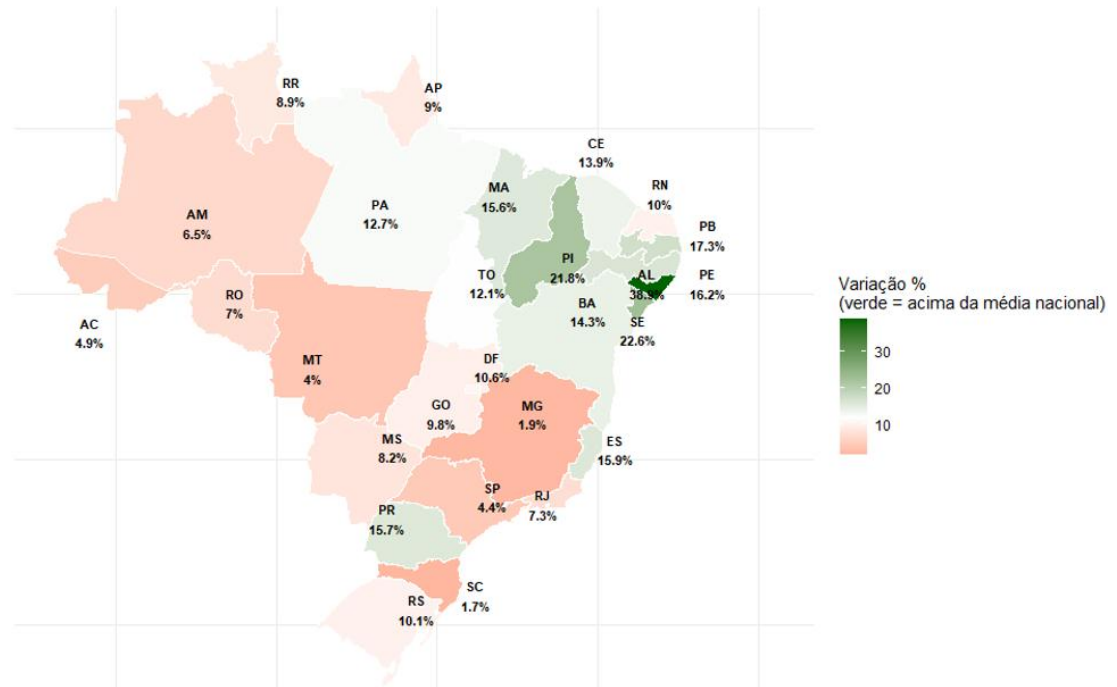 RR
8.9%
AP
9%
CE
13.9%
MA
15.6%
RN
10%
PA
12.7%
AM
6.5%
PB
17.3%
PI
21.8%
TO
12.1%
AL
38.9%
PE
16.2%
RO
7%
BA
14.3%
AC
4.9%
SE
22.6%
MT
4%
DF
10.6%
GO
9.8%
MG
1.9%
MS
8.2%
ES
15.9%
SP
4.4%
RJ
7.3%
PR
15.7%
SC
1.7%
RS
10.1%
Variação %
(verde = acima da média nacional)
30
20
10